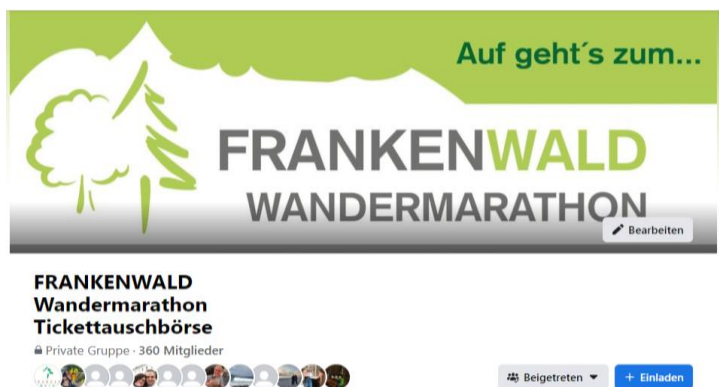 Auf geht´s zum...
FRANKENWALD
WANDERMARATHON
Bearbeiten
FRANKENWALD
Wandermarathon
Tickettauschbörse
Private Gruppe · 360 Mitglieder
Beigetreten
+ Einladen